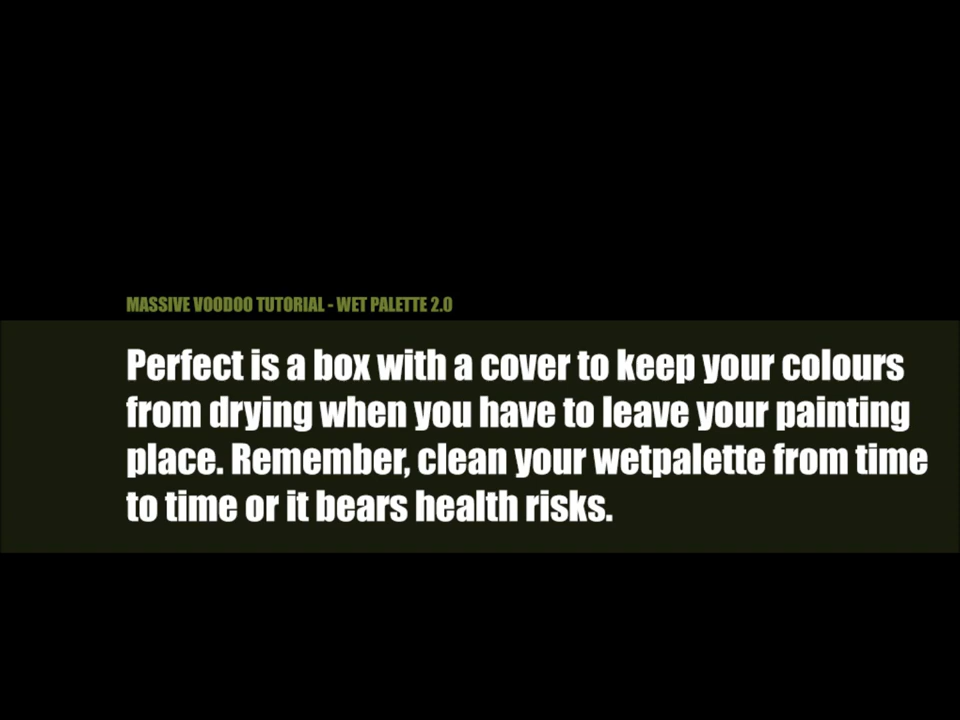 MASSIVE VOODOO TUTORIAL - WET PALETTE 2.0
Perfect is a box with a cover to keep your colours
from drying when you have to leave your painting
place. Remember, clean your wetpalette from time
to time or it bears health risks.